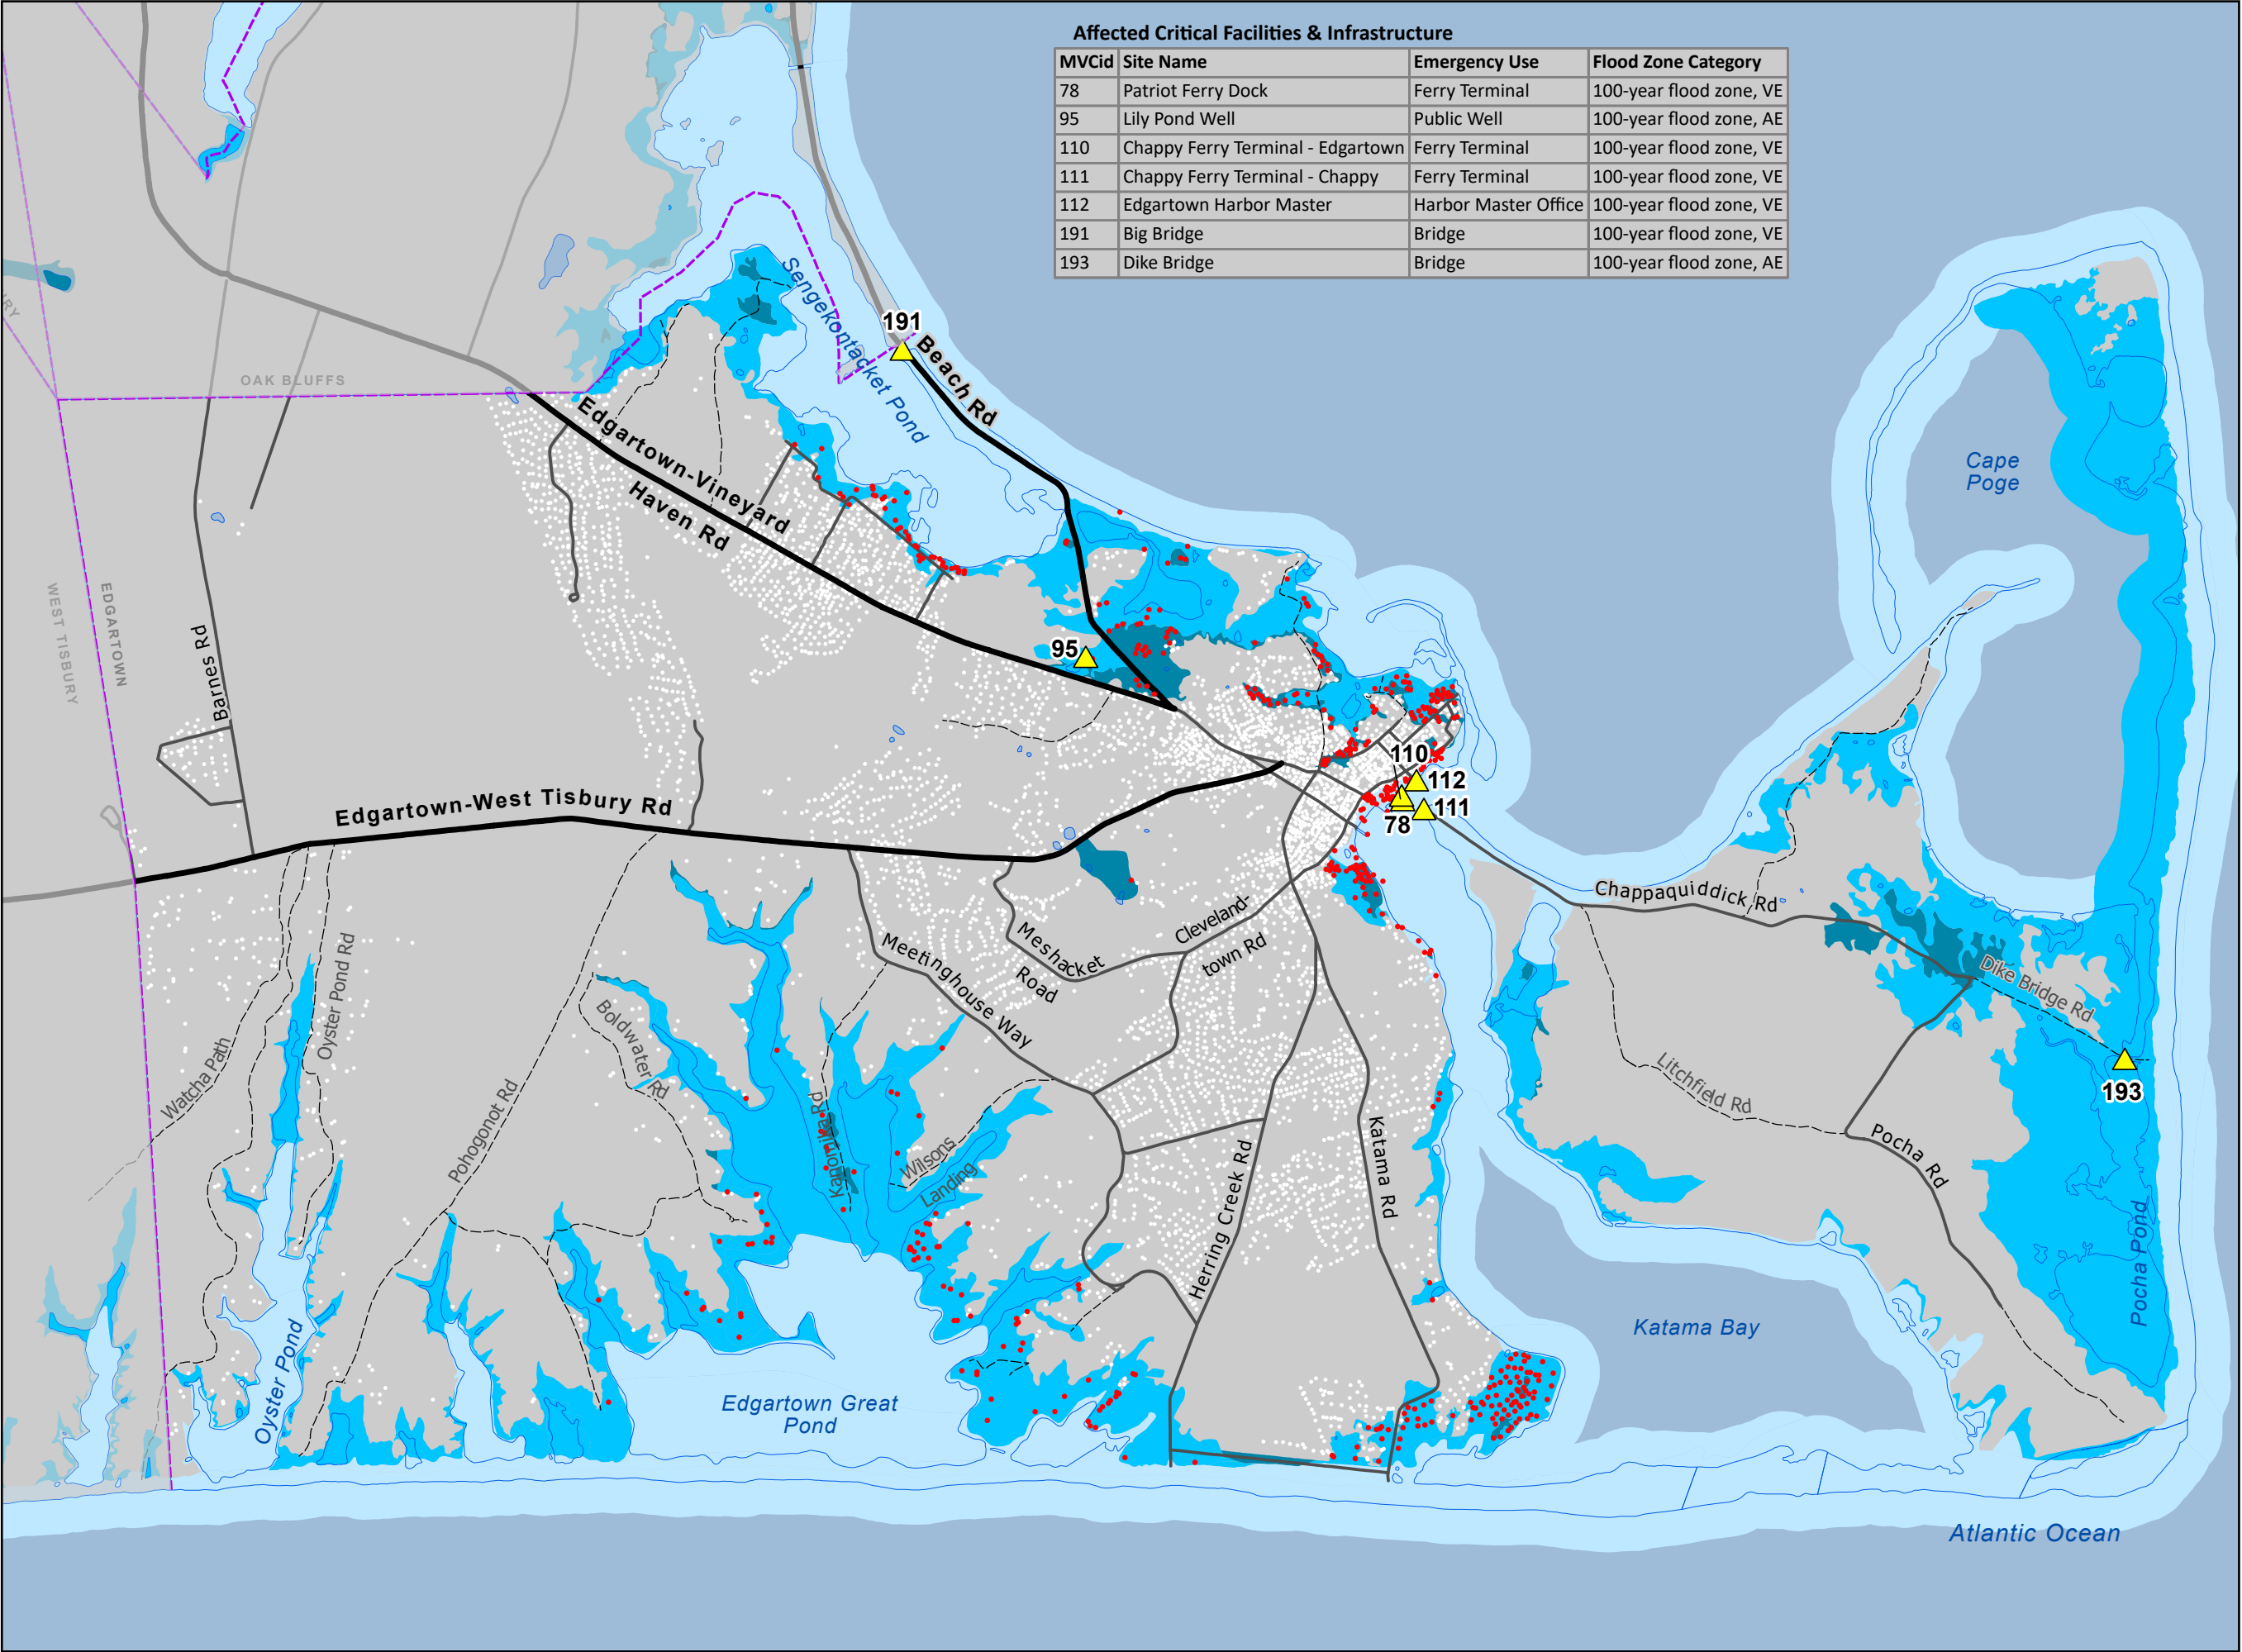 Affected Critical Facilities & Infrastructure
MVCid Site Name Emergency Use Flood Zone Category
78 Patriot Ferry Dock Ferry Terminal 100-year flood zone, VE
95 Lily Pond Well Public Well 100-year flood zone, AE
110 Chappy Ferry Terminal - Edgartown Ferry Terminal 100-year flood zone, VE
111 Chappy Ferry Terminal - Chappy Ferry Terminal 100-year flood zone, VE
112 Edgartown Harbor Master Harbor Master Office 100-year flood zone, VE
191 Big Bridge Bridge 100-year flood zone, VE
193 Dike Bridge Bridge 100-year flood zone, AE
Sengekontacket Pond
191
Beach Rd
OAK BLUFFS
Edgartown-Vineyard
Haven Rd
Cape
Poge
WEST TISBURY
EDGARTOWN
Barnes Rd
95
110
112
111
78
Edgartown-West Tisbury Rd
Chappaquiddick Rd
Cleveland-
town Rd
Meshacket
Road
Meetinghouse Way
Dike Bridge Rd
193
Oyster Pond Rd
Watcha Path
Boldwater Rd
Pohogonot Rd
Kanomika Rd
Wilsons
Landing
Litchfield Rd
Pocha Rd
Katama Rd
Herring Creek Rd
Pocha Pond
Katama Bay
Oyster Pond
Edgartown Great
Pond
Atlantic Ocean